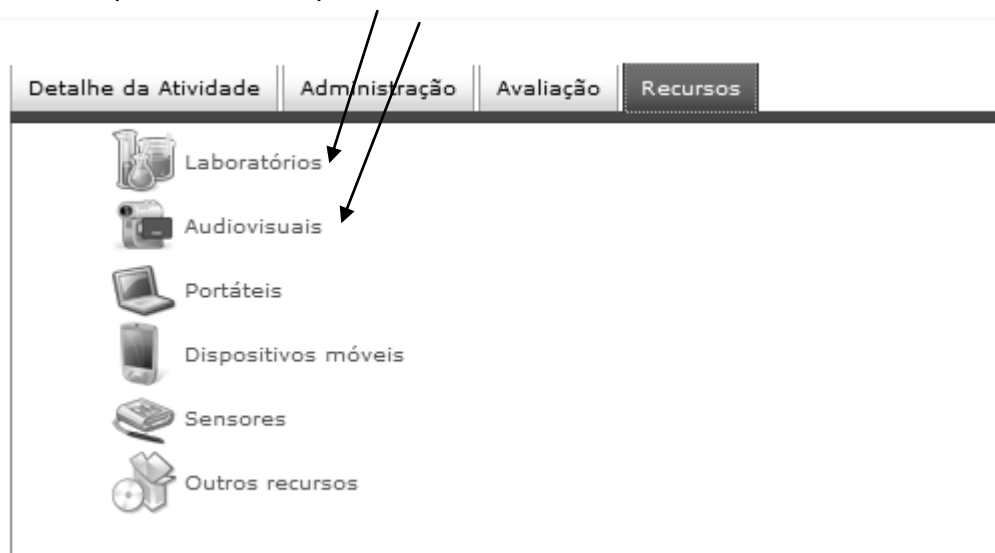 Detalhe da Atividade Administração Avaliação Recursos
Laboratórios
Audiovisuais
Portáteis
Dispositivos móveis
Sensores
Outros recursos